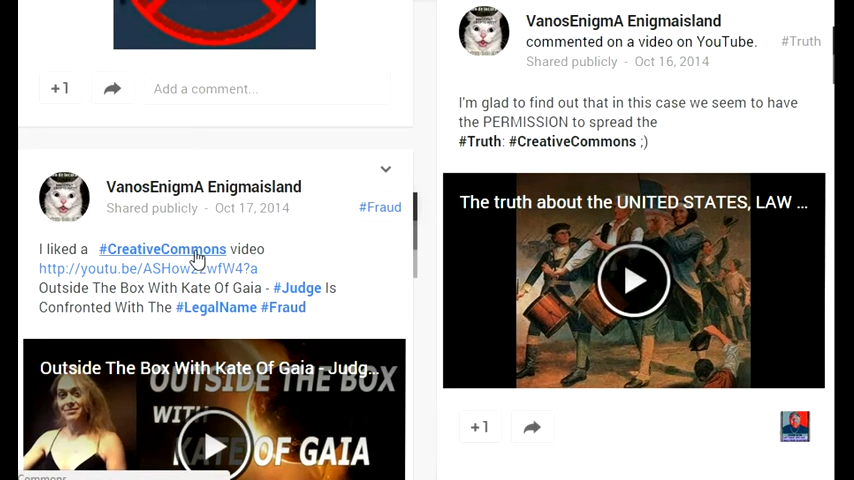 +1
Add a comment...
VanosEnigmA Enigmaisland
Shared publicly - Oct 17, 2014
#Fraud
I liked a #CreativeCommons video
Outside The Box With Kate Of Gaia - #Judge Is
Confronted With The #LegalName #Fraud
Outside The Box With Kate Of Gaia - Judg...
OUTSIDE THE BOX
WITH
KATE OF GAIA
VanosEnigmA Enigmaisland
commented on a video on YouTube.
#Truth
Shared publicly - Oct 16, 2014
I'm glad to find out that in this case we seem to have
the PERMISSION to spread the
#Truth: #CreativeCommons ;)
The truth about the UNITED STATES, LAW ...
+1